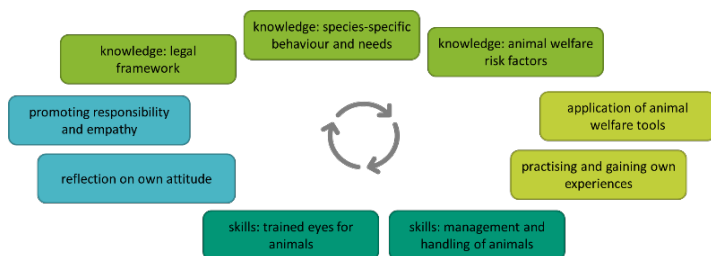 knowledge: species-specific
behaviour and needs
knowledge: legal
framework
knowledge: animal welfare
risk factors
promoting responsibility
and empathy
application of animal
welfare tools
reflection on own attitude
practising and gaining own
experiences
skills: trained eyes for
animals
skills: management and
handling of animals